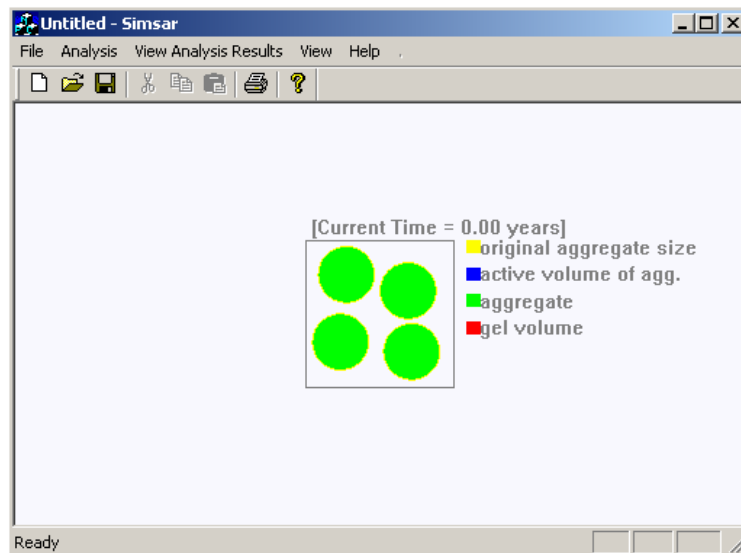 Untitled - Simsar
File Analysis View Analysis Results View Help
[Current Time = 0.00 years]
original aggregate size
active volume of agg.
aggregate
gel volume
Ready